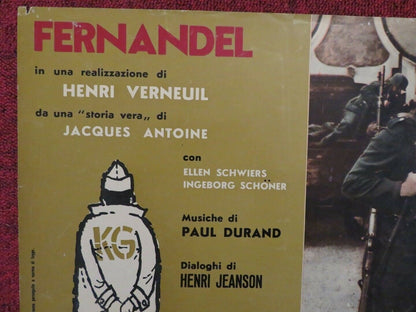 FERNANDEL
in una realizzazione di
HENRI VERNEUIL
da una "storia vera„ di
JACQUES ANTOINE
con
ELLEN SCHWIERS
INGEBORG SCHÖNER
Musiche di
PAUL DURAND
Dialoghi di
HENRI JEANSON
KG